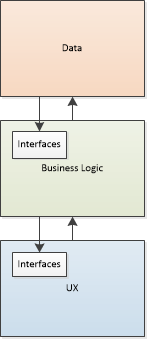 Data
Interfaces
Business Logic
Interfaces
UX